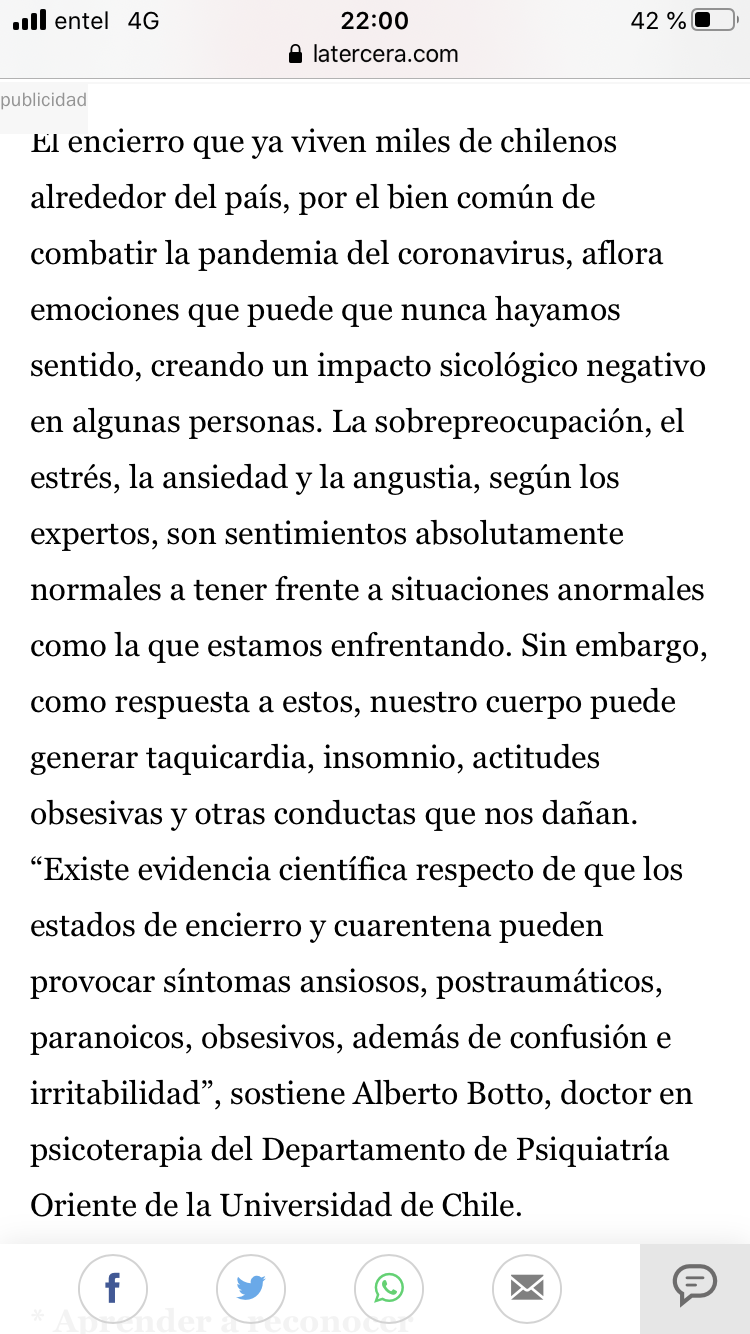 entel 4G 22:00 42 %
latercera.com
publicidad
El encierro que ya viven miles de chilenos
alrededor del país, por el bien común de
combatir la pandemia del coronavirus, aflora
emociones que puede que nunca hayamos
sentido, creando un impacto sicológico negativo
en algunas personas. La sobrepreocupación, el
estrés, la ansiedad y la angustia, según los
expertos, son sentimientos absolutamente
normales a tener frente a situaciones anormales
como la que estamos enfrentando. Sin embargo,
como respuesta a estos, nuestro cuerpo puede
generar taquicardia, insomnio, actitudes
obsesivas y otras conductas que nos dañan.
“Existe evidencia científica respecto de que los
estados de encierro y cuarentena pueden
provocar síntomas ansiosos, postraumáticos,
paranoicos, obsesivos, además de confusión e
irritabilidad”, sostiene Alberto Botto, doctor en
psicoterapia del Departamento de Psiquiatría
Oriente de la Universidad de Chile.
* Aprender a reconocer